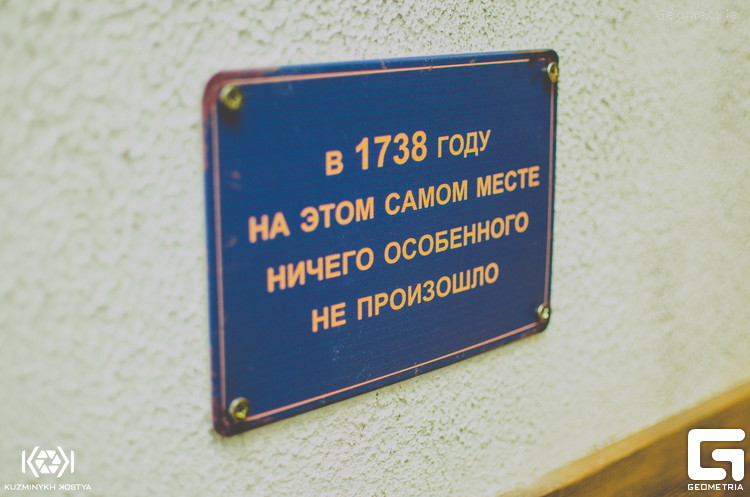 в 1738 году
на этом самом месте
ничего особенного
не произошло
KUZMINYKH KOSTYA
GEOMETRIA